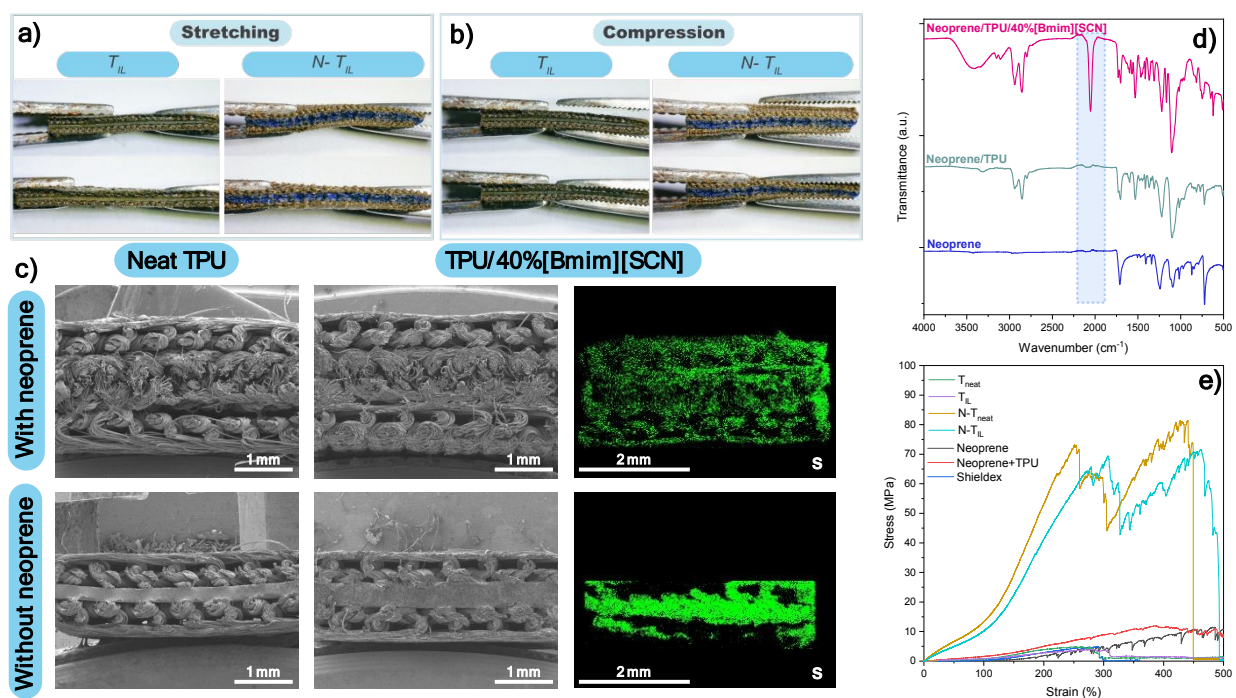 a)
Stretching
T_IL
N- T_IL
b)
Compression
T_IL
N- T_IL
c)
Neat TPU
TPU/40%[Bmim][SCN]
With neoprene
1 mm
1 mm
2 mm
S
Without neoprene
1 mm
1 mm
2 mm
S
d)
Neoprene/TPU/40%[Bmim][SCN]
Neoprene/TPU
Neoprene
Transmittance (a.u.)
4000 3500 3000 2500 2000 1500 1000 500
Wavenumber (cm⁻¹)
e)
T_neat
T_IL
N-T_neat
N-T_IL
Neoprene
Neoprene+TPU
Shieldex
Stress (MPa)
100
90
80
70
60
50
40
30
20
10
0
0 100 200 300 400 500
Strain (%)